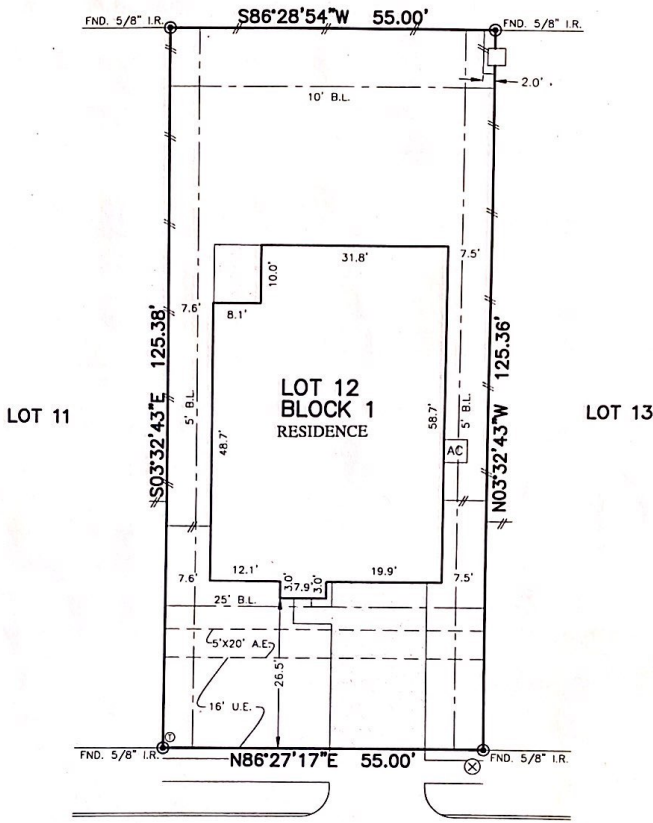 S86°28'54"W 55.00'
FND. 5/8" I.R.
FND. 5/8" I.R.
2.0'
10' B.L.
31.8'
7.5'
10.0'
8.1'
7.6'
S03°32'43"E 125.38'
N03°32'43"W 125.36'
LOT 12
BLOCK 1
RESIDENCE
LOT 11
LOT 13
5' B.L.
5' B.L.
48.7'
58.7'
AC
12.1'
3.0'
7.9'
3.0'
19.9'
7.6'
7.5'
25' B.L.
5'X20' A.E.
26.5'
16' U.E.
T
FND. 5/8" I.R.
N86°27'17"E 55.00'
FND. 5/8" I.R.